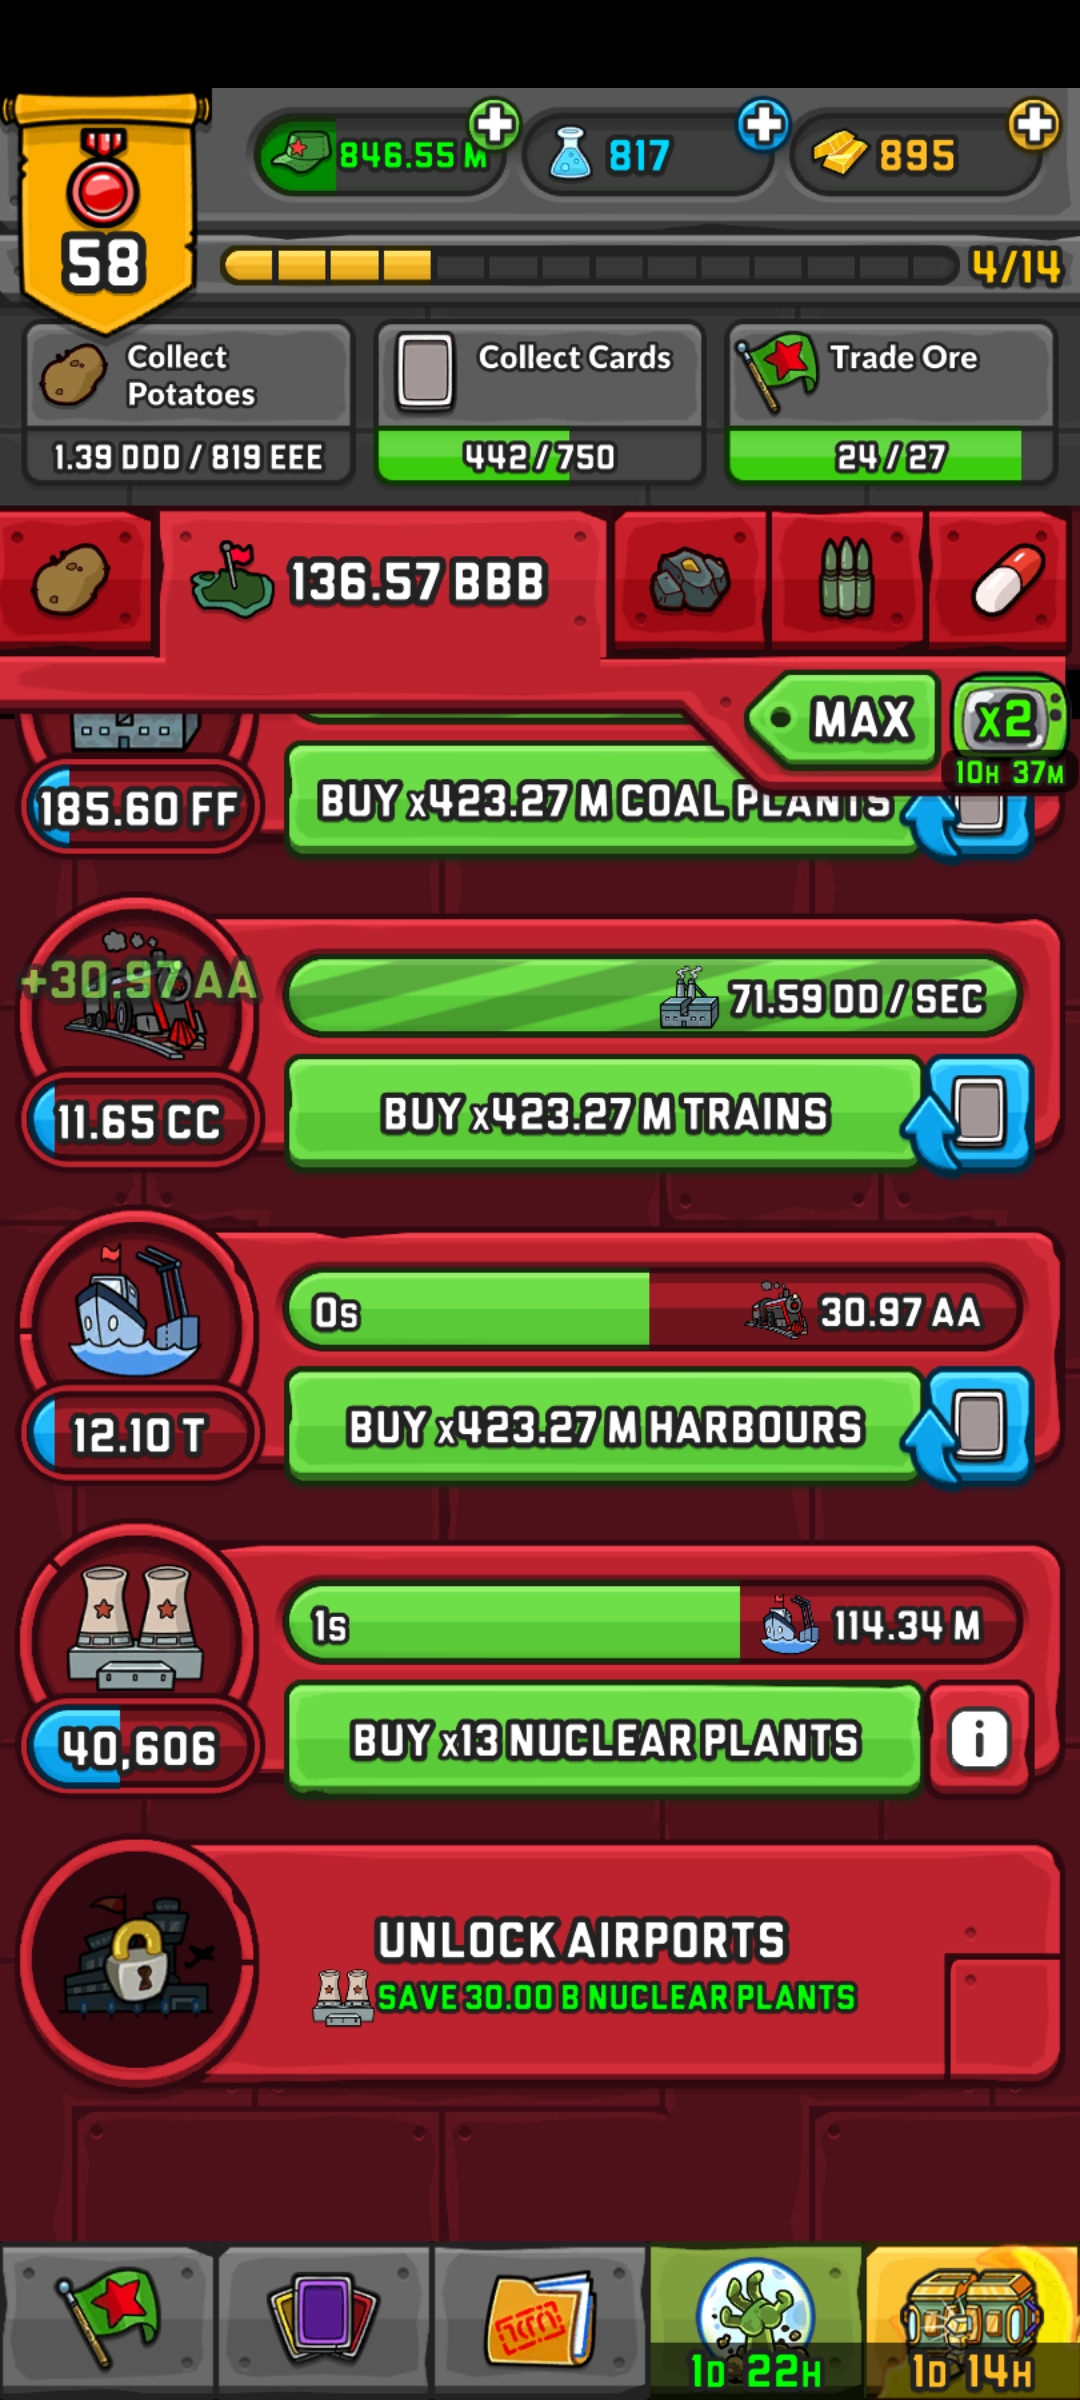 846.55 M
817
895
58
4/14
Collect
Potatoes
Collect Cards
Trade Ore
1.39 DDD / 819 EEE
442/750
24/27
136.57 BBB
MAX
x2
10H 37M
185.60 FF
BUY x423.27 M COAL PLANTS
+30.97 AA
71.59 DD / SEC
11.65 CC
BUY x423.27 M TRAINS
0s
30.97 AA
12.10 T
BUY x423.27 M HARBOURS
1s
114.34 M
40,606
BUY x13 NUCLEAR PLANTS
i
UNLOCK AIRPORTS
SAVE 30.00 B NUCLEAR PLANTS
1D 22H
1D 14H